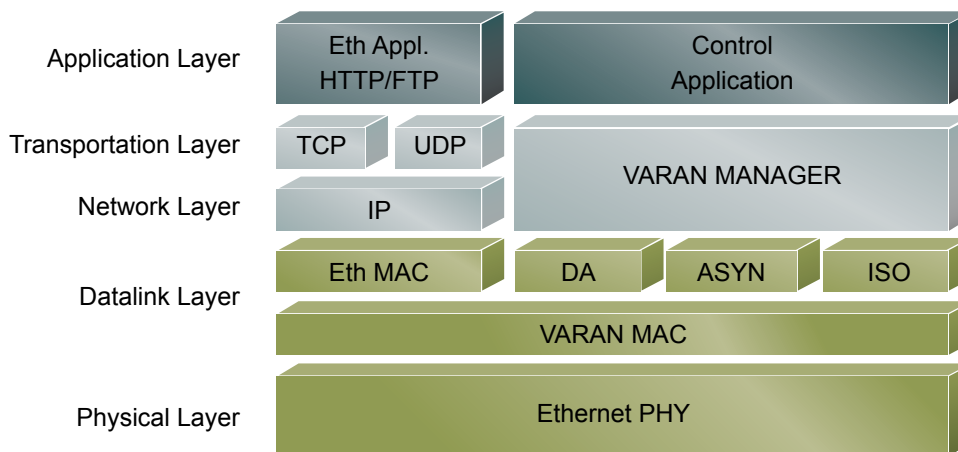 Application Layer
Eth Appl.
HTTP/FTP
Control
Application
Transportation Layer
TCP
UDP
VARAN MANAGER
Network Layer
IP
Datalink Layer
Eth MAC
DA
ASYN
ISO
VARAN MAC
Physical Layer
Ethernet PHY